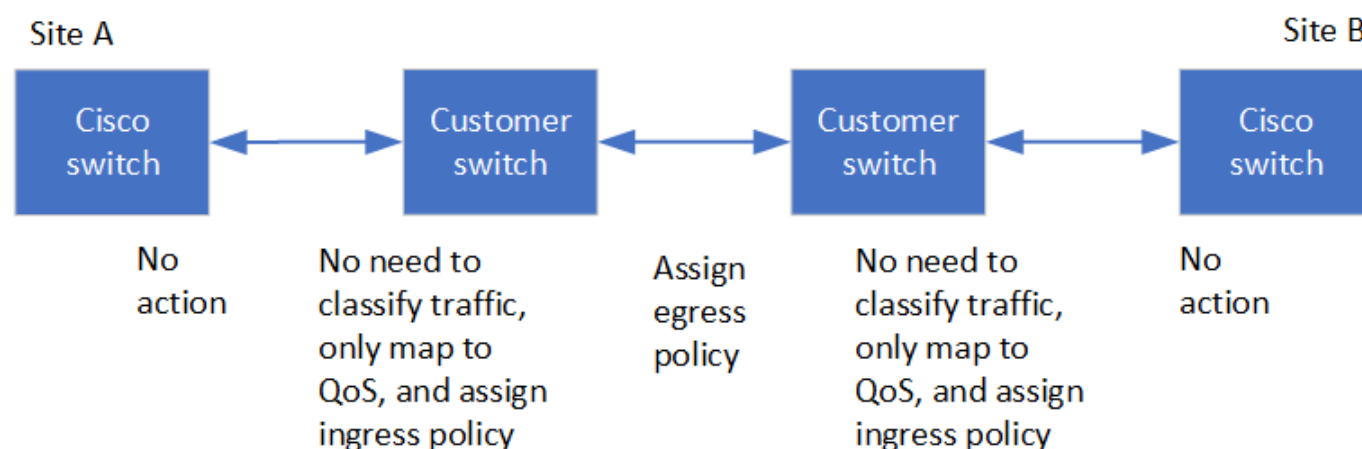 Site A
Site B
Cisco
switch
Customer
switch
Customer
switch
Cisco
switch
No
action
No need to
classify traffic,
only map to
QoS, and assign
ingress policy
Assign
egress
policy
No need to
classify traffic,
only map to
QoS, and assign
ingress policy
No
action